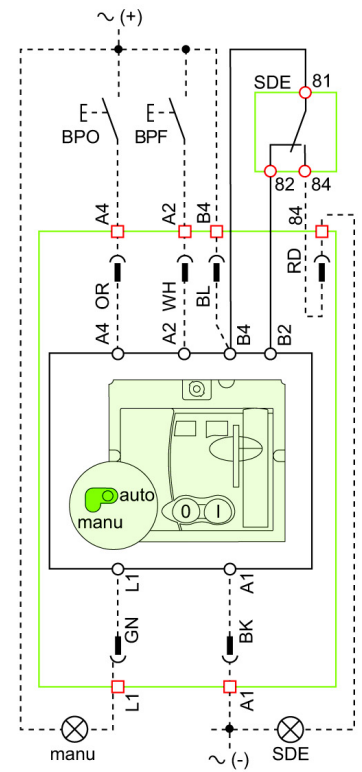 ~ (+)
SDE
81
BPO
BPF
82
84
A4
A2
B4
84
OR
WH
BL
RD
A4
A2
B4
B2
auto
manu
0
I
L1
A1
GN
BK
L1
A1
manu
SDE
~ (-)